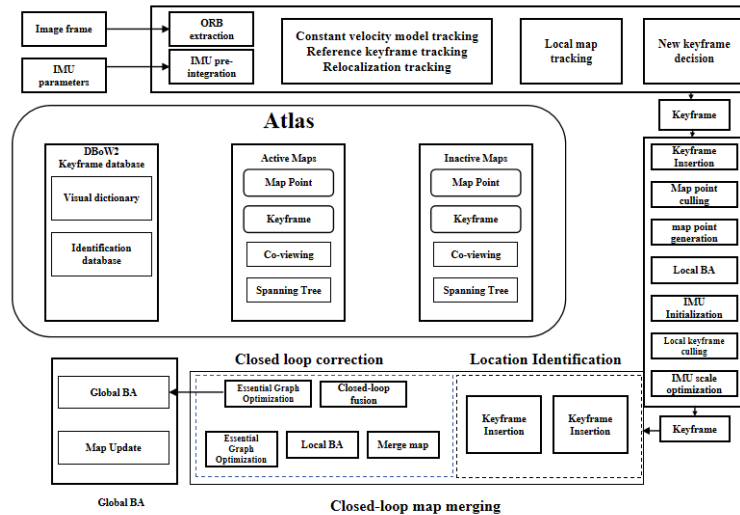 Image frame
ORB
extraction
IMU
parameters
IMU pre-
integration
Constant velocity model tracking
Reference keyframe tracking
Relocalization tracking
Local map
tracking
New keyframe
decision
Keyframe
Atlas
DBoW2
Keyframe database
Visual dictionary
Identification
database
Active Maps
Map Point
Keyframe
Co-viewing
Spanning Tree
Inactive Maps
Map Point
Keyframe
Co-viewing
Spanning Tree
Keyframe
Insertion
Map point
culling
map point
generation
Local BA
IMU
Initialization
Local keyframe
culling
IMU scale
optimization
Keyframe
Closed loop correction
Location Identification
Global BA
Map Update
Global BA
Essential Graph
Optimization
Closed-loop
fusion
Essential
Graph
Optimization
Local BA
Merge map
Keyframe
Insertion
Keyframe
Insertion
Closed-loop map merging